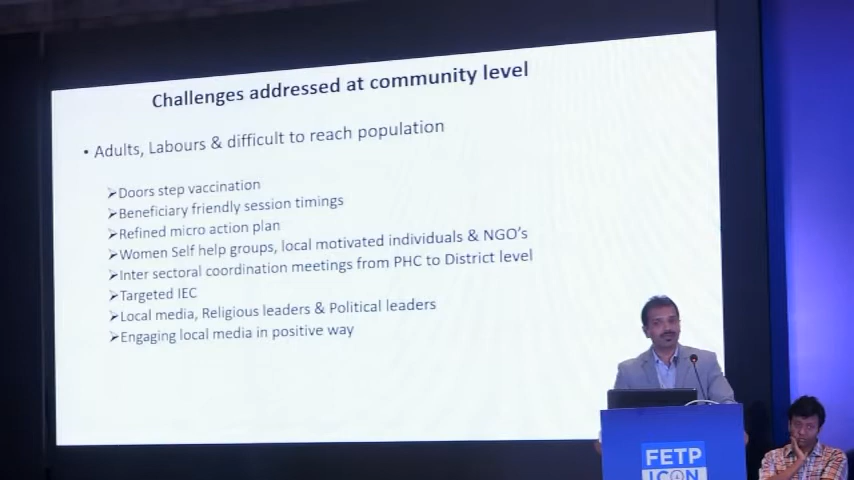 Challenges addressed at community level
• Adults, Labours & difficult to reach population
➢Doors step vaccination
➢Beneficiary friendly session timings
➢Refined micro action plan
➢Women Self help groups, local motivated individuals & NGO's
➢Inter sectoral coordination meetings from PHC to District level
➢Targeted IEC
➢Local media, Religious leaders & Political leaders
➢Engaging local media in positive way
FETP
ICON